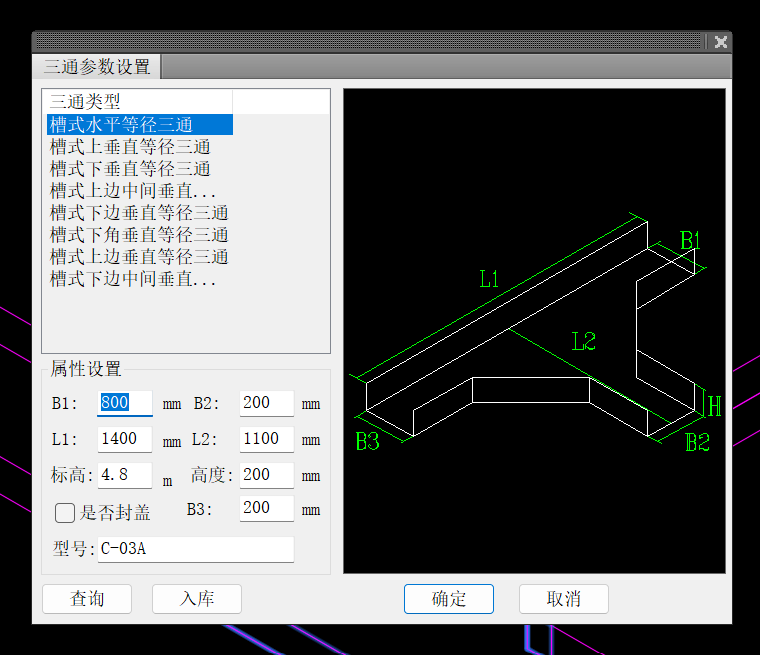 三通参数设置
三通类型
槽式水平等径三通
槽式上垂直等径三通
槽式下垂直等径三通
槽式上边中间垂直...
槽式下边垂直等径三通
槽式下角垂直等径三通
槽式上边垂直等径三通
槽式下边中间垂直...
属性设置
B1: 800 mm B2: 200 mm
L1: 1400 mm L2: 1100 mm
标高: 4.8 m 高度: 200 mm
是否封盖 B3: 200 mm
型号: C-03A
查询 入库 确定 取消
B1
L1
L2
H
B3
B2